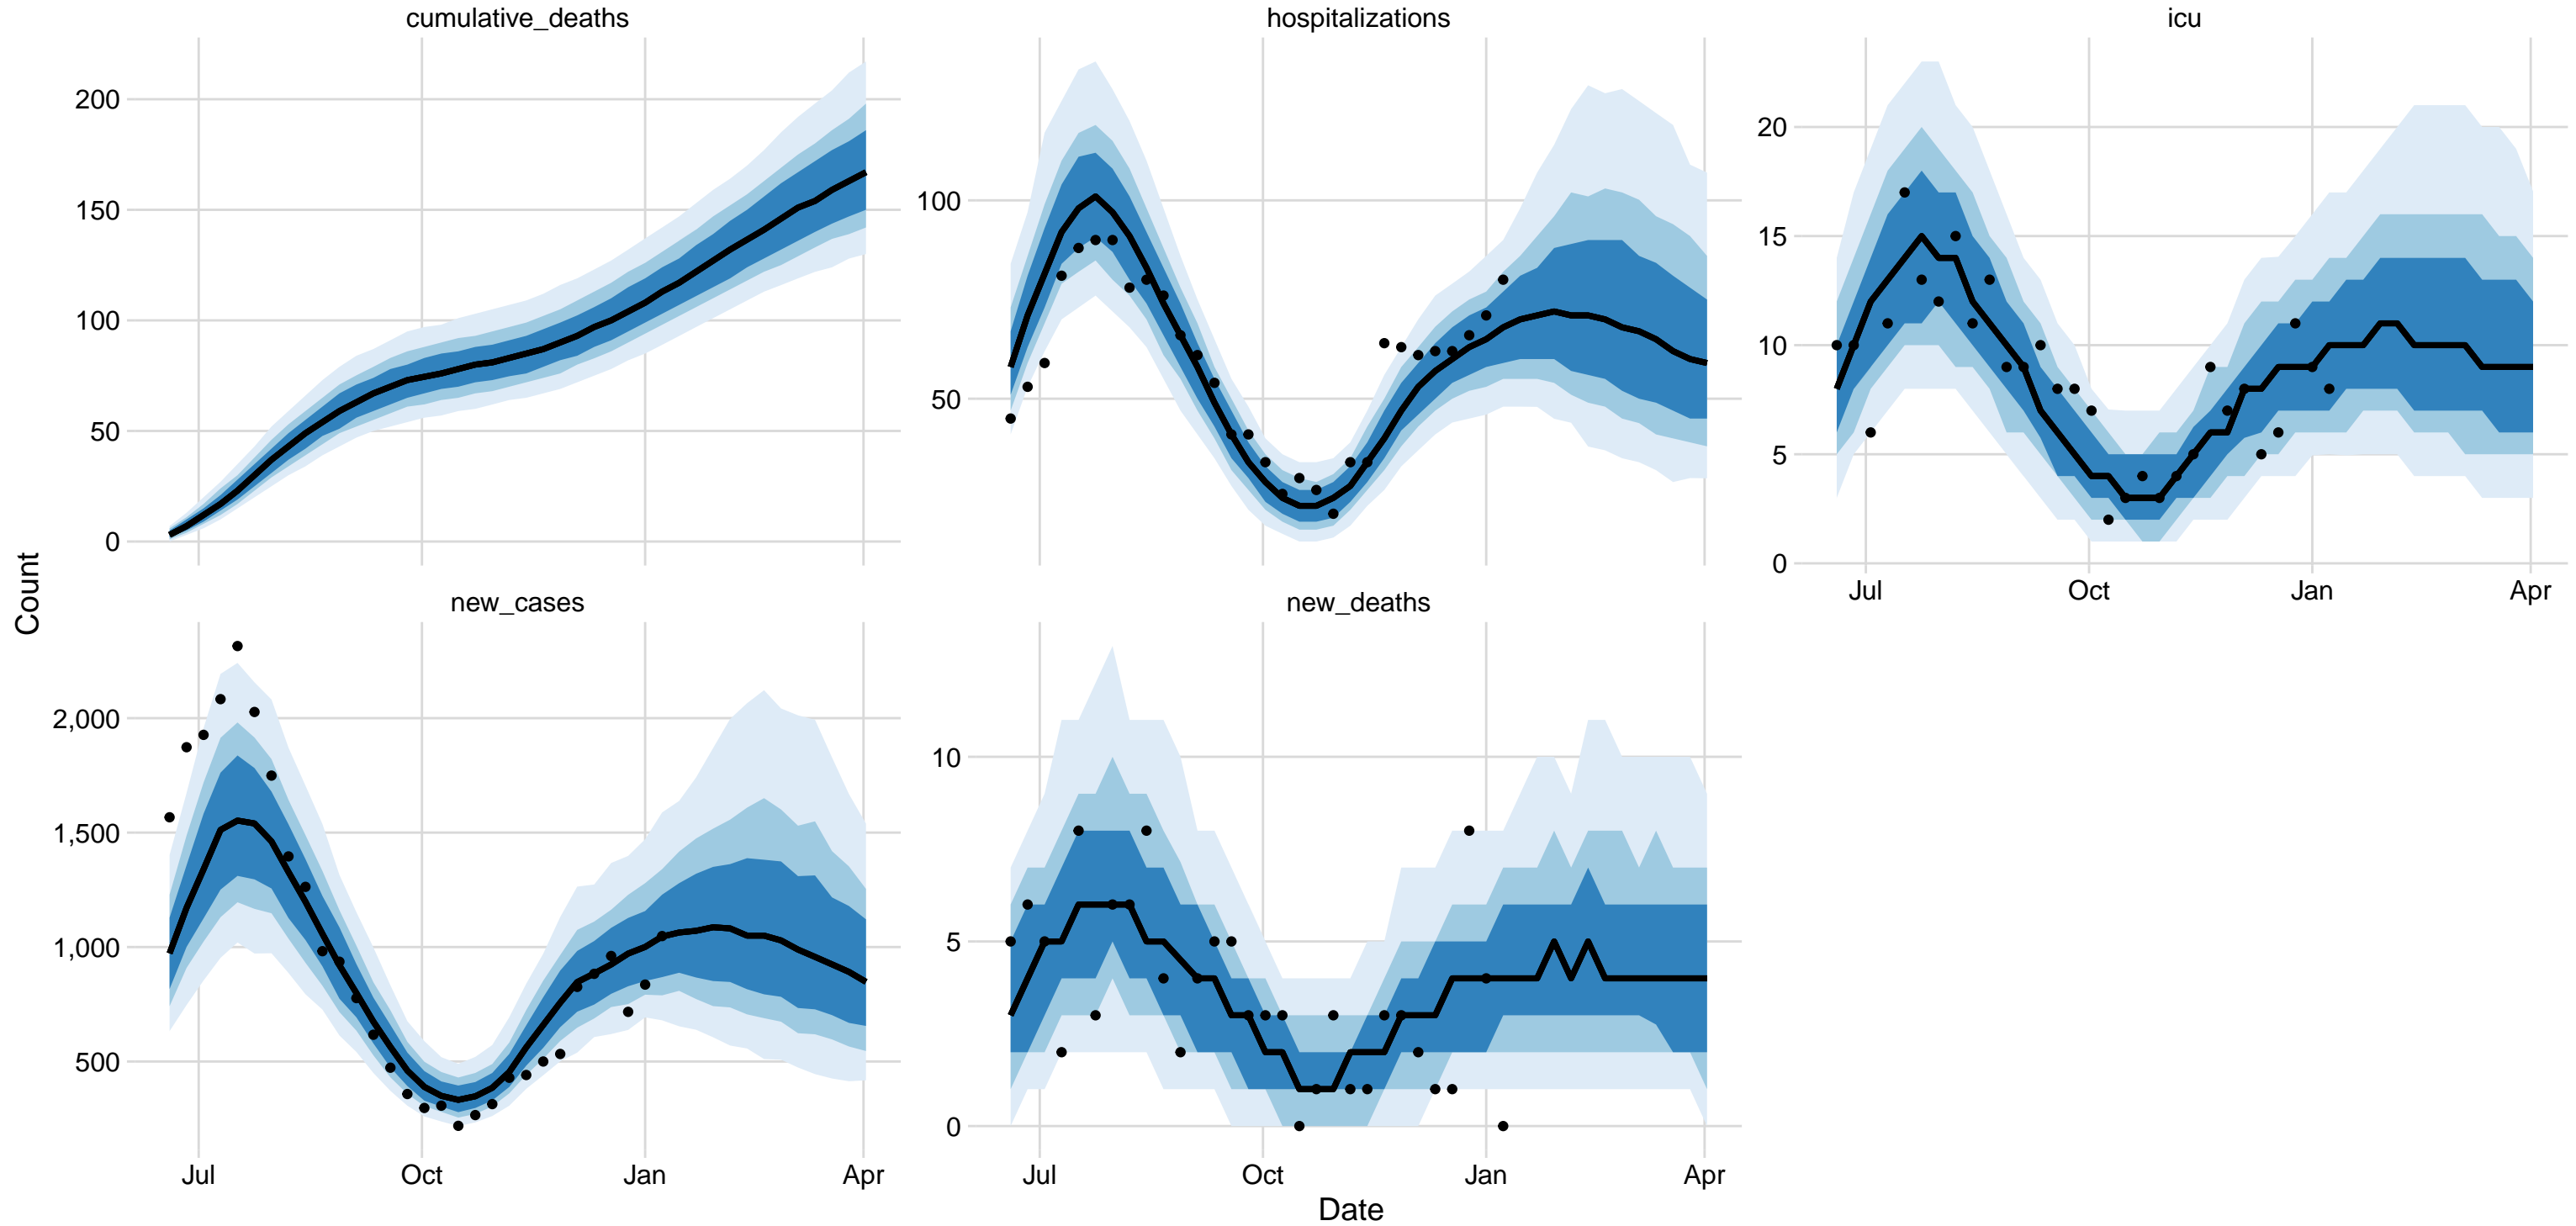 cumulative_deaths
200
150
100
50
0
hospitalizations
100
50
icu
20
15
10
5
0
Jul Oct Jan Apr
Count
new_cases
2,000
1,500
1,000
500
Jul Oct Jan Apr
new_deaths
10
5
0
Jul Oct Jan Apr
Date